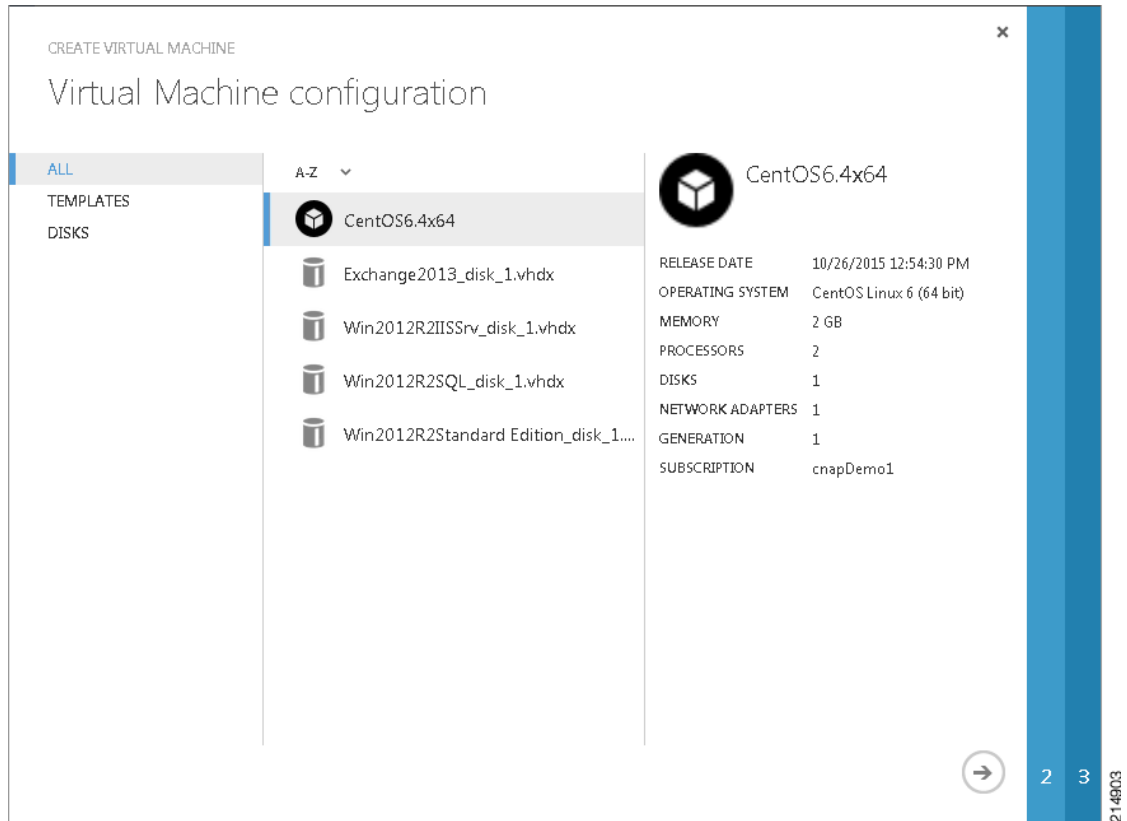 CREATE VIRTUAL MACHINE
Virtual Machine configuration
ALL
TEMPLATES
DISKS
A-Z
CentOS6.4x64
Exchange2013_disk_1.vhdx
Win2012R2IISSrv_disk_1.vhdx
Win2012R2SQL_disk_1.vhdx
Win2012R2Standard Edition_disk_1....
CentOS6.4x64
RELEASE DATE 10/26/2015 12:54:30 PM
OPERATING SYSTEM CentOS Linux 6 (64 bit)
MEMORY 2 GB
PROCESSORS 2
DISKS 1
NETWORK ADAPTERS 1
GENERATION 1
SUBSCRIPTION cnapDemo1
2 3
214903